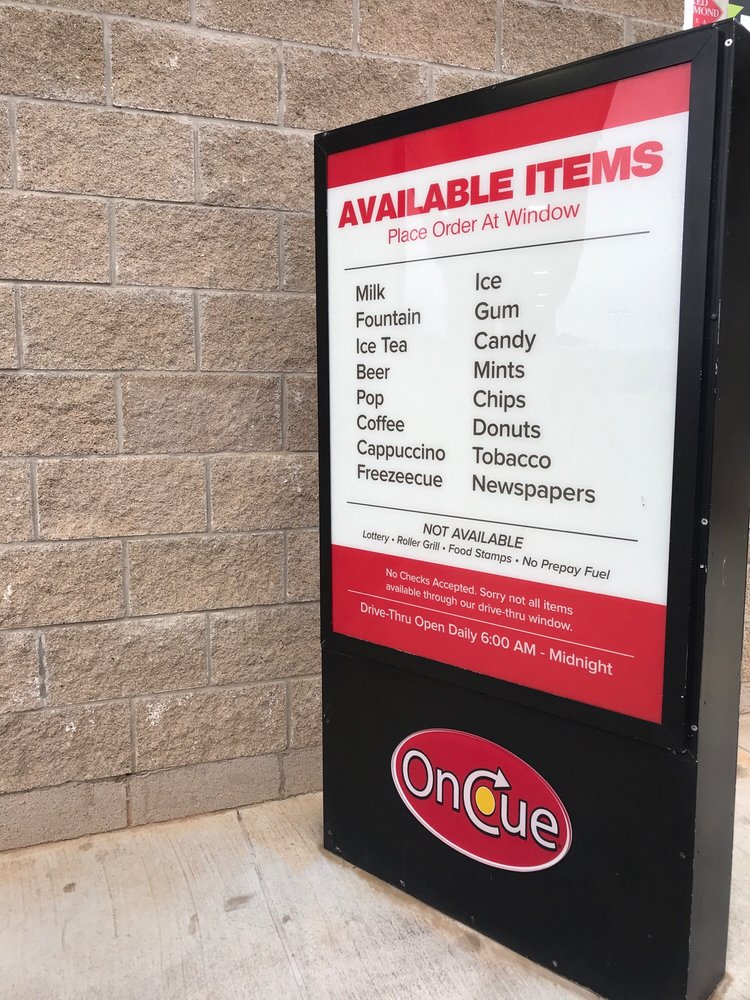 AVAILABLE ITEMS
Place Order At Window
Milk
Fountain
Ice Tea
Beer
Pop
Coffee
Cappuccino
Freezeecue
Ice
Gum
Candy
Mints
Chips
Donuts
Tobacco
Newspapers
NOT AVAILABLE
Lottery • Roller Grill • Food Stamps • No Prepay Fuel
No Checks Accepted. Sorry not all items
available through our drive-thru window.
Drive-Thru Open Daily 6:00 AM - Midnight
OnCue